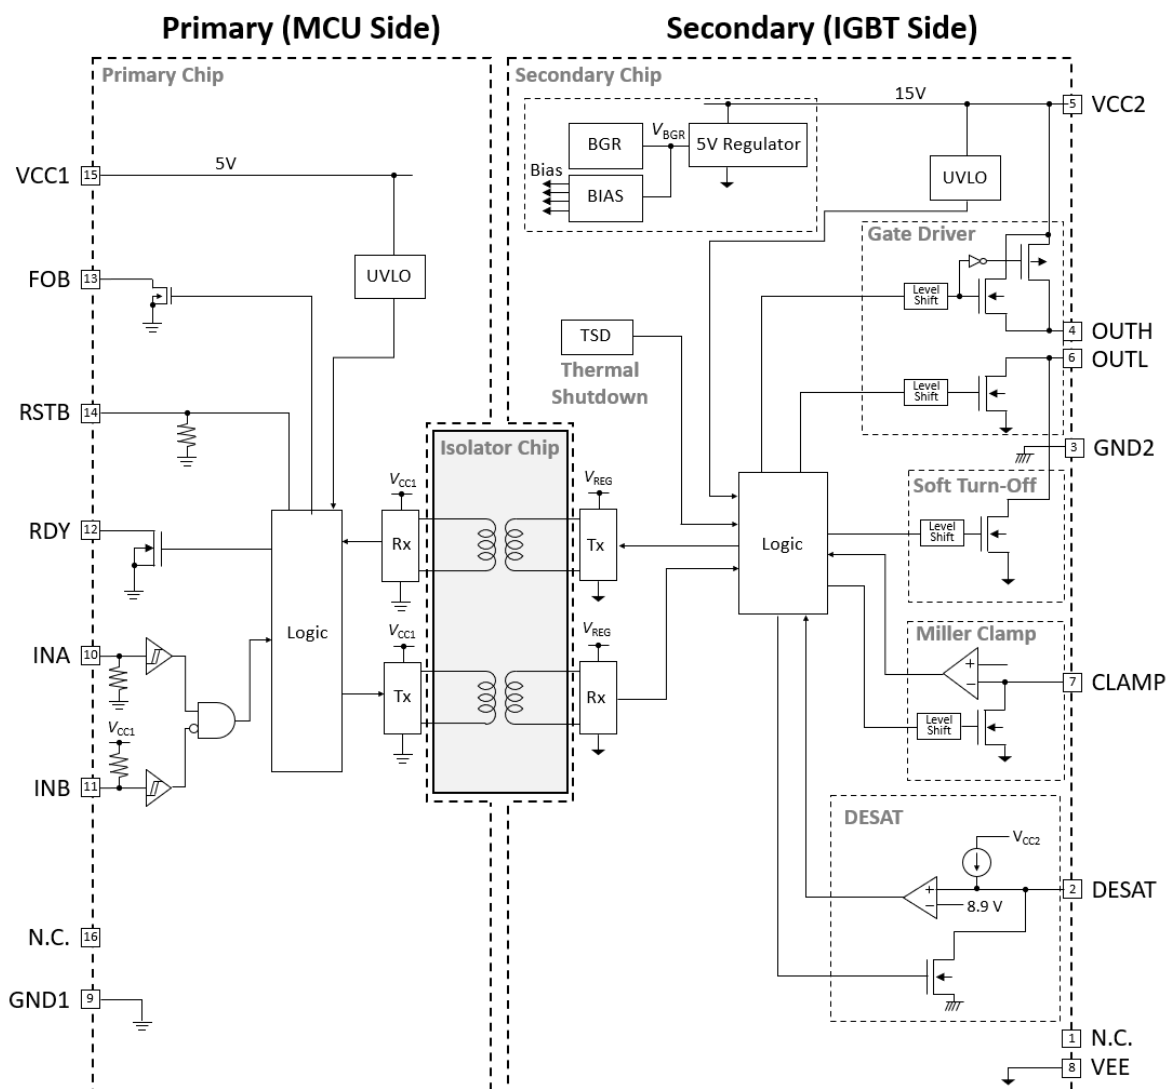 Primary (MCU Side)
Secondary (IGBT Side)
Primary Chip
Secondary Chip
15V
5
VCC2
BGR
VBGR
5V Regulator
Bias
BIAS
UVLO
VCC1
15
5V
Gate Driver
FOB
13
UVLO
Level
Shift
4
OUTH
TSD
Thermal
Shutdown
6
OUTL
Level
Shift
RSTB
14
3
GND2
Isolator Chip
VCC1
VREG
Soft Turn-Off
RDY
12
Rx
Tx
Logic
Level
Shift
Logic
VCC1
VREG
Miller Clamp
INA
10
Tx
Rx
+
−
7
CLAMP
VCC1
Level
Shift
INB
11
DESAT
VCC2
+
−
8.9 V
2
DESAT
N.C.
16
GND1
9
1
N.C.
8
VEE